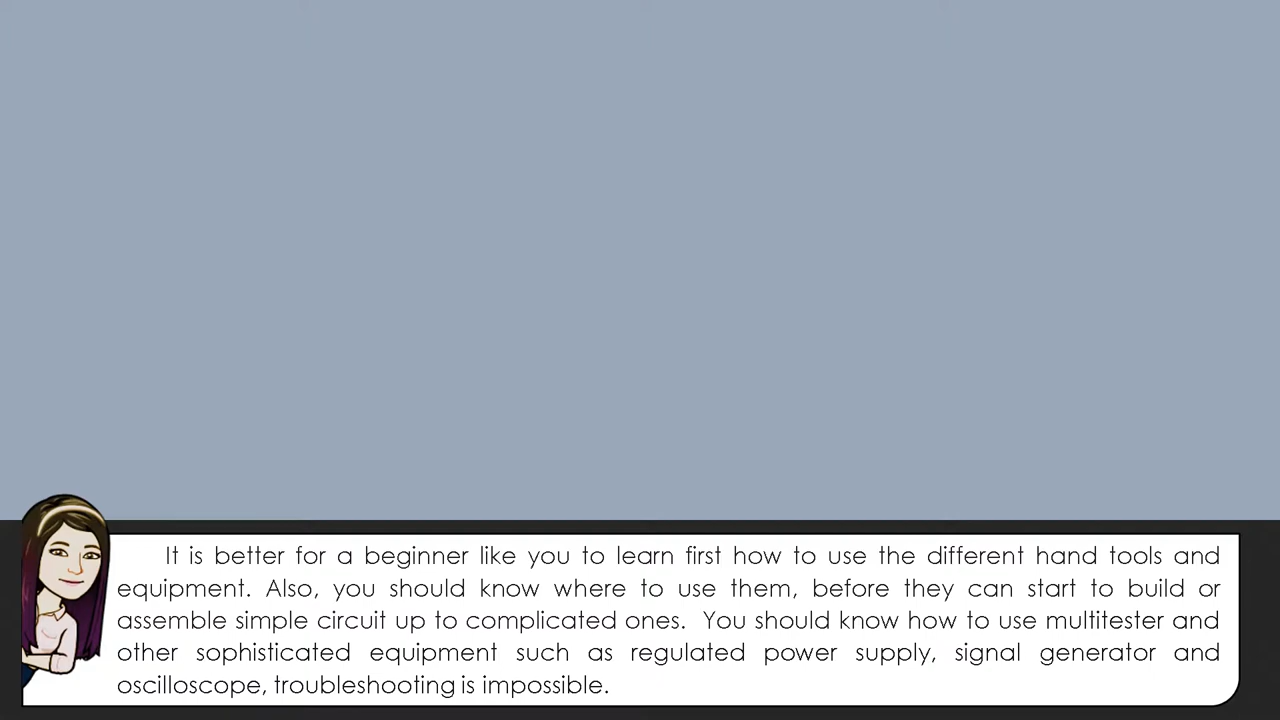 It is better for a beginner like you to learn first how to use the different hand tools and
equipment. Also, you should know where to use them, before they can start to build or
assemble simple circuit up to complicated ones. You should know how to use multitester and
other sophisticated equipment such as regulated power supply, signal generator and
oscilloscope, troubleshooting is impossible.